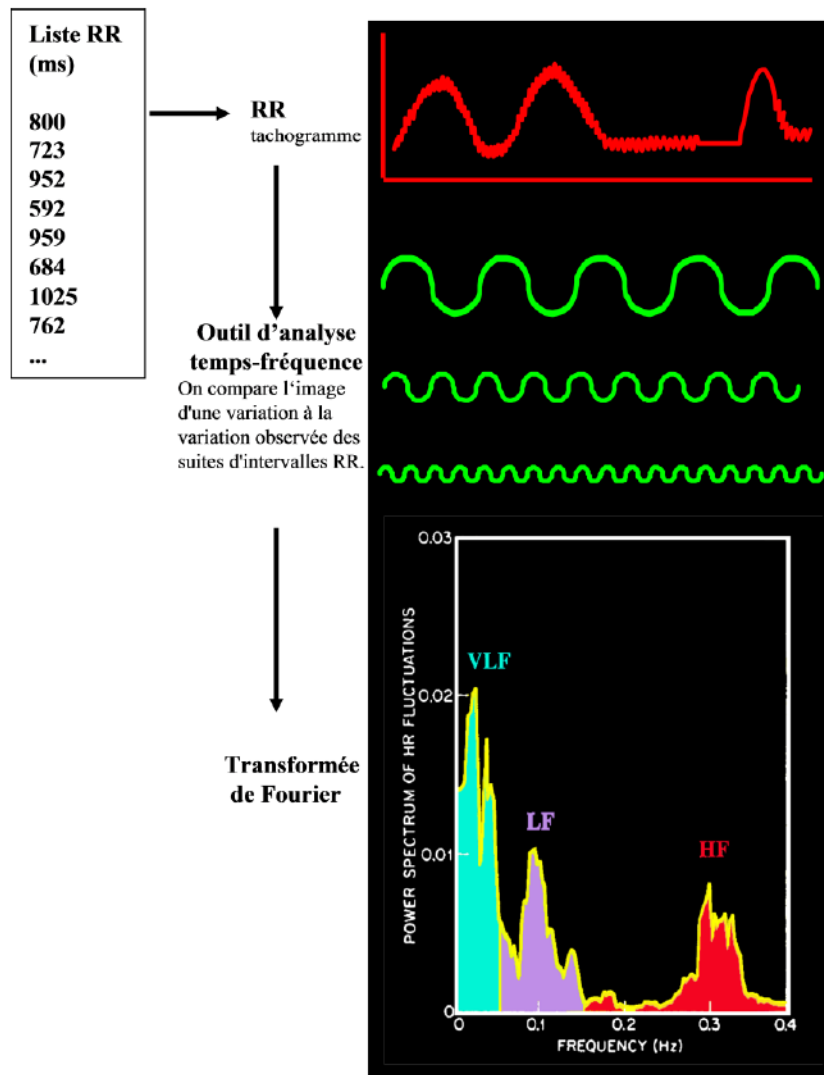 Liste RR
(ms)
800
723
952
592
959
684
1025
762
...
RR
tachogramme
Outil d’analyse
temps-fréquence
On compare l‘image
d'une variation à la
variation observée des
suites d'intervalles RR.
Transformée
de Fourier
POWER SPECTRUM OF HR FLUCTUATIONS
0.03
0.02
0.01
0
VLF
LF
HF
0 0.1 0.2 0.3 0.4
FREQUENCY (Hz)